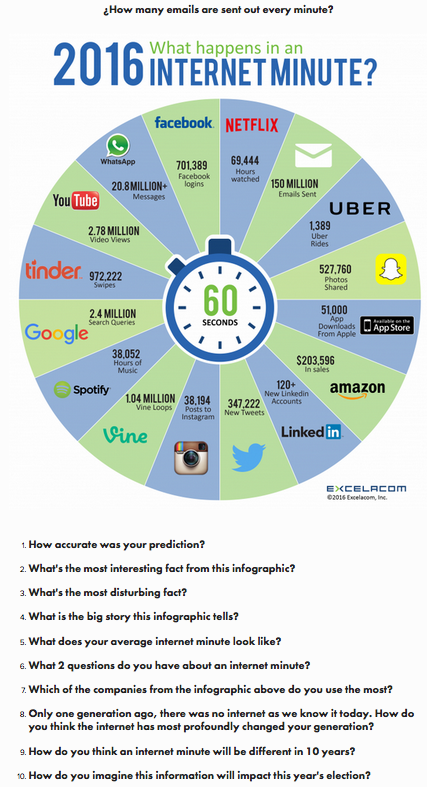 ¿How many emails are sent out every minute?
2016 What happens in an
INTERNET MINUTE?
facebook
701,389
Facebook
logins
NETFLIX
69,444
Hours
watched
150 MILLION
Emails Sent
UBER
1,389
Uber
Rides
527,760
Photos
Shared
51,000
App
Downloads
From Apple
Available on the
App Store
$203,596
In sales
amazon
120+
New Linkedin
Accounts
Linked in
347,222
New Tweets
38,194
Posts to
Instagram
1.04 MILLION
Vine Loops
Vine
38,052
Hours of
Music
Spotify
2.4 MILLION
Search Queries
Google
972,222
Swipes
tinder
2.78 MILLION
Video Views
YouTube
20.8 MILLION+
Messages
WhatsApp
60
SECONDS
EXCELACOM
©2016 Excelacom, Inc.
1. How accurate was your prediction?
2. What's the most interesting fact from this infographic?
3. What's the most disturbing fact?
4. What is the big story this infographic tells?
5. What does your average internet minute look like?
6. What 2 questions do you have about an internet minute?
7. Which of the companies from the infographic above do you use the most?
8. Only one generation ago, there was no internet as we know it today. How do
you think the internet has most profoundly changed your generation?
9. How do you think an internet minute will be different in 10 years?
10. How do you imagine this information will impact this year's election?